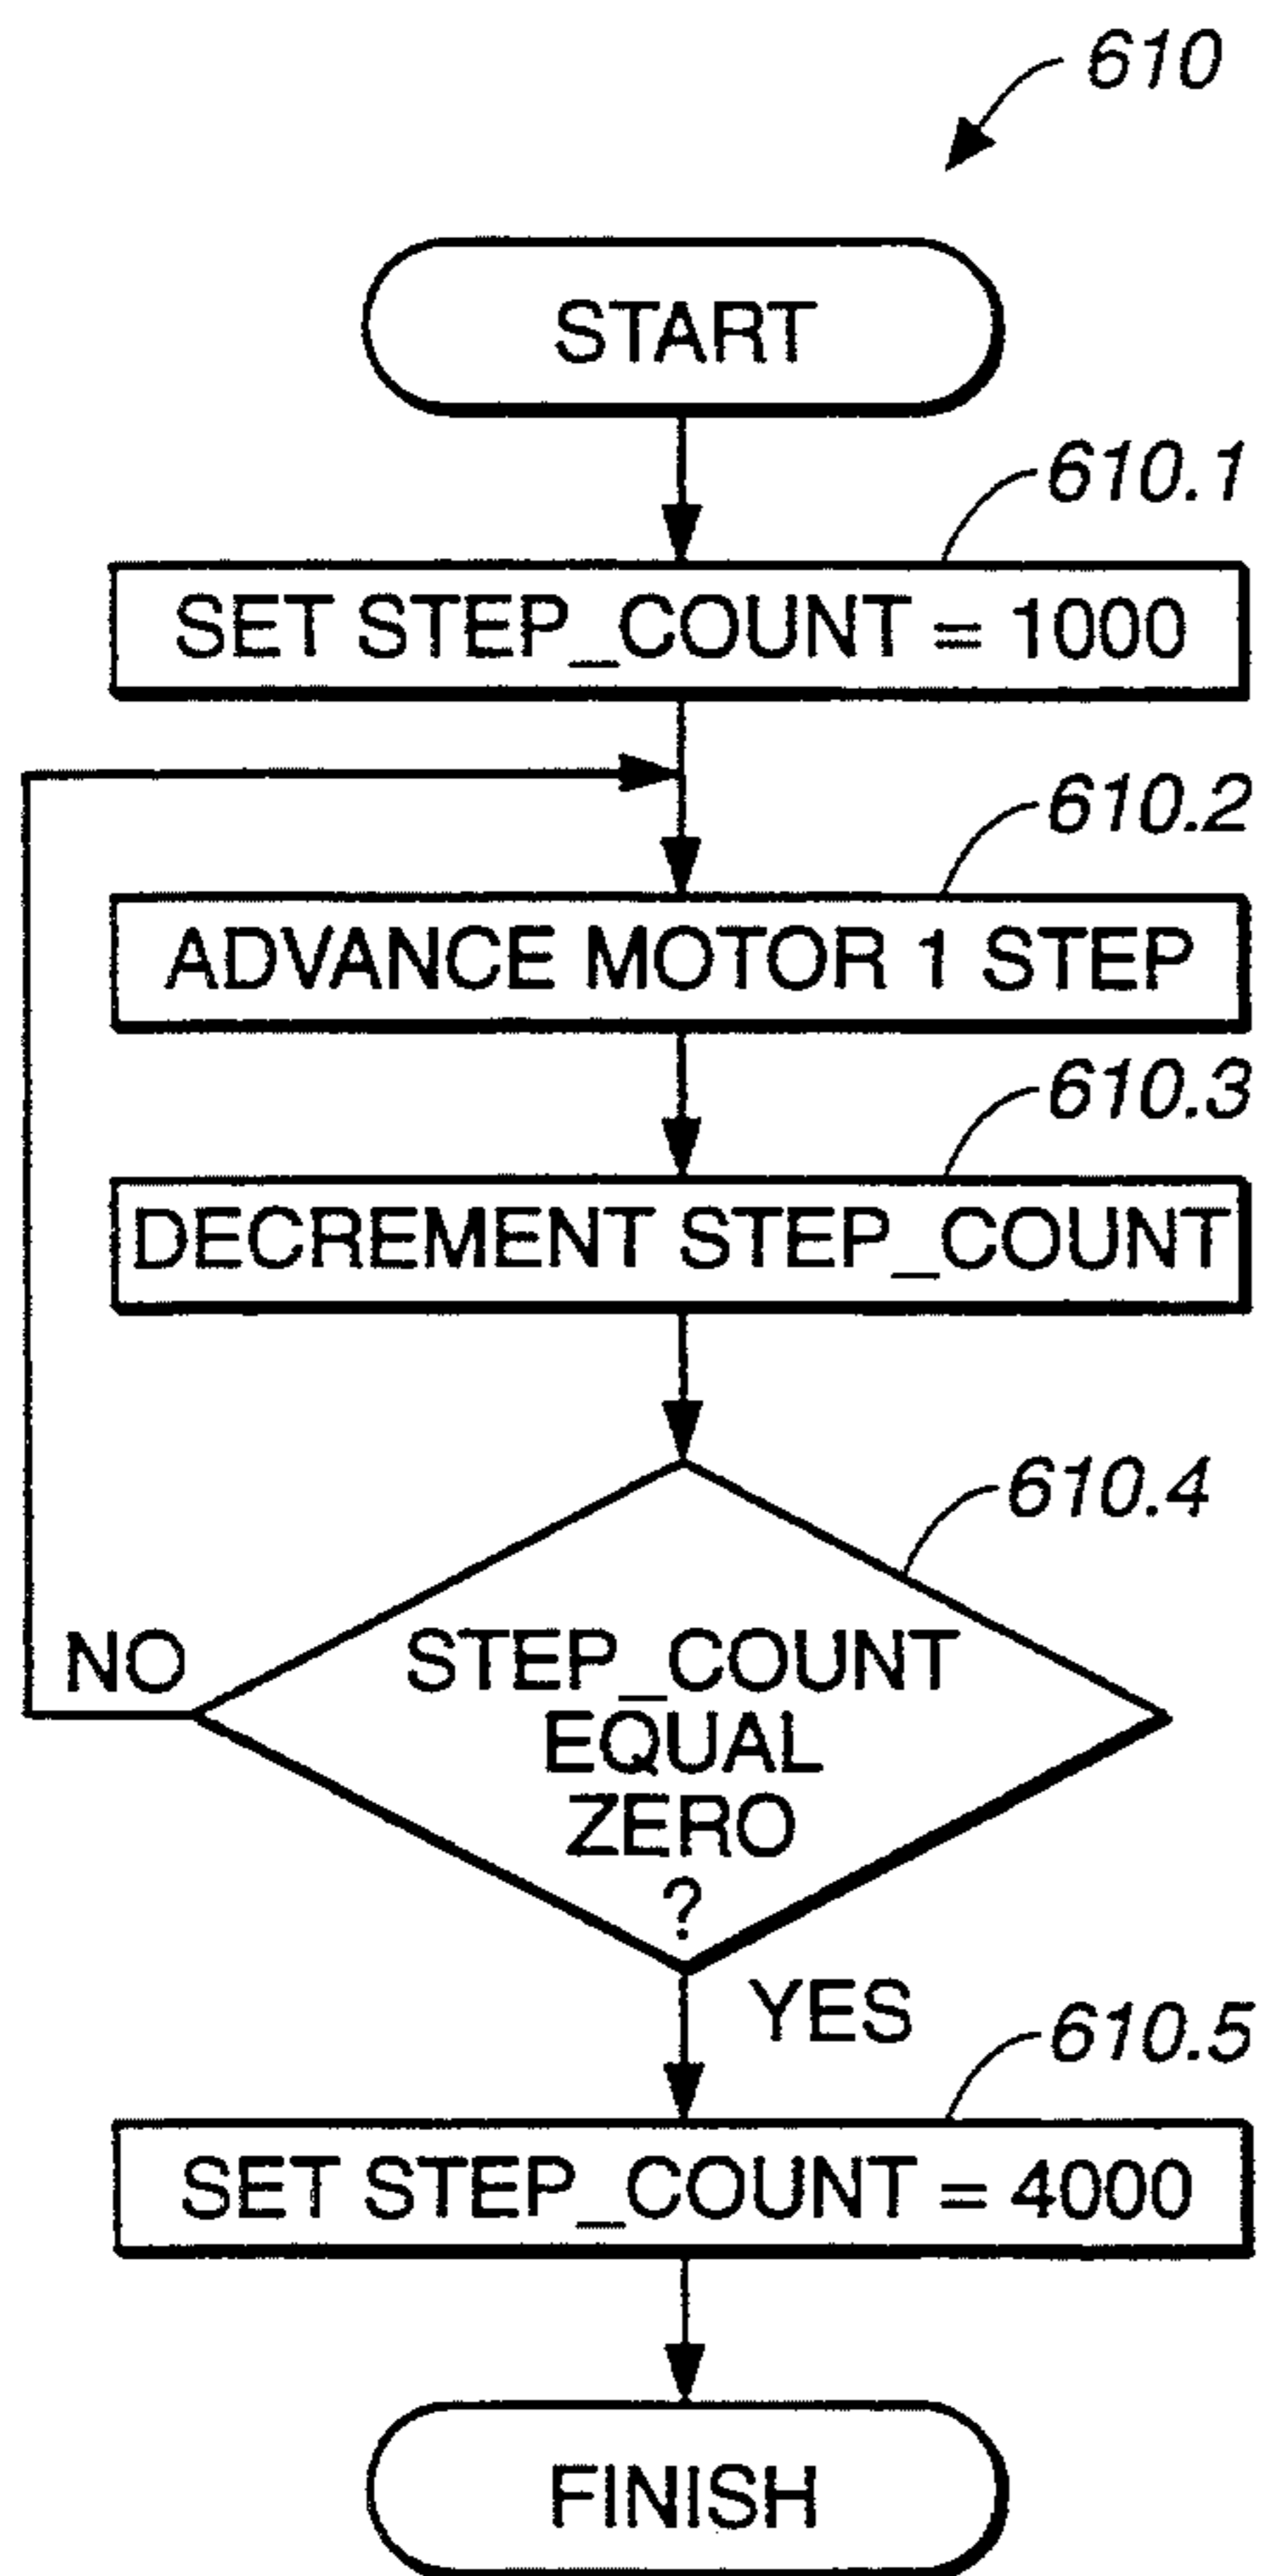 610
START
610.1
SET STEP_COUNT = 1000
610.2
ADVANCE MOTOR 1 STEP
610.3
DECREMENT STEP_COUNT
610.4
NO
STEP_COUNT
EQUAL
ZERO
?
YES
610.5
SET STEP_COUNT = 4000
FINISH